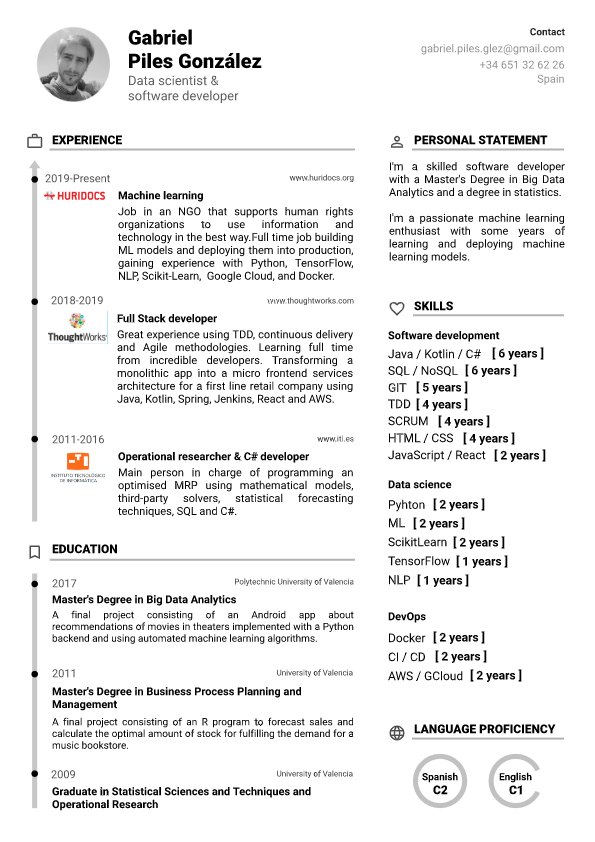 Gabriel
Piles González
Data scientist &
software developer
Contact
gabriel.piles.glez@gmail.com
+34 651 32 62 26
Spain
EXPERIENCE
2019-Present
www.huridocs.org
HURIDOCS
Machine learning
Job in an NGO that supports human rights
organizations to use information and
technology in the best way.Full time job building
ML models and deploying them into production,
gaining experience with Python, TensorFlow,
NLP, Scikit-Learn, Google Cloud, and Docker.
2018-2019
www.thoughtworks.com
ThoughtWorks
Full Stack developer
Great experience using TDD, continuous delivery
and Agile methodologies. Learning full time
from incredible developers. Transforming a
monolithic app into a micro frontend services
architecture for a first line retail company using
Java, Kotlin, Spring, Jenkins, React and AWS.
2011-2016
www.iti.es
INSTITUTO TECNOLÓGICO
DE INFORMÁTICA
Operational researcher & C# developer
Main person in charge of programming an
optimised MRP using mathematical models,
third-party solvers, statistical forecasting
techniques, SQL and C#.
EDUCATION
2017
Polytechnic University of Valencia
Master's Degree in Big Data Analytics
A final project consisting of an Android app about
recommendations of movies in theaters implemented with a Python
backend and using automated machine learning algorithms.
2011
University of Valencia
Master's Degree in Business Process Planning and
Management
A final project consisting of an R program to forecast sales and
calculate the optimal amount of stock for fulfilling the demand for a
music bookstore.
2009
University of Valencia
Graduate in Statistical Sciences and Techniques and
Operational Research
PERSONAL STATEMENT
I'm a skilled software developer
with a Master's Degree in Big Data
Analytics and a degree in statistics.
I'm a passionate machine learning
enthusiast with some years of
learning and deploying machine
learning models.
SKILLS
Software development
Java / Kotlin / C# [ 6 years ]
SQL / NoSQL [ 6 years ]
GIT [ 5 years ]
TDD [ 4 years ]
SCRUM [ 4 years ]
HTML / CSS [ 4 years ]
JavaScript / React [ 2 years ]
Data science
Pyhton [ 2 years ]
ML [ 2 years ]
ScikitLearn [ 2 years ]
TensorFlow [ 1 years ]
NLP [ 1 years ]
DevOps
Docker [ 2 years ]
CI / CD [ 2 years ]
AWS / GCloud [ 2 years ]
LANGUAGE PROFICIENCY
Spanish
C2
English
C1